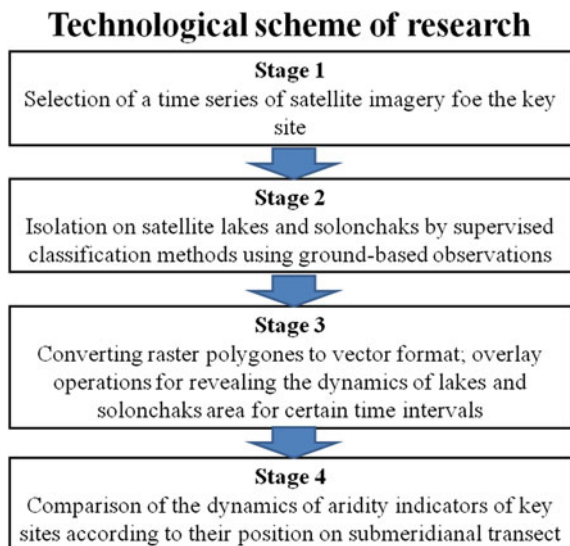 Technological scheme of research
Stage 1
Selection of a time series of satellite imagery foe the key
site
Stage 2
Isolation on satellite lakes and solonchaks by supervised
classification methods using ground-based observations
Stage 3
Converting raster polygones to vector format; overlay
operations for revealing the dynamics of lakes and
solonchaks area for certain time intervals
Stage 4
Comparison of the dynamics of aridity indicators of key
sites according to their position on submeridianal transect